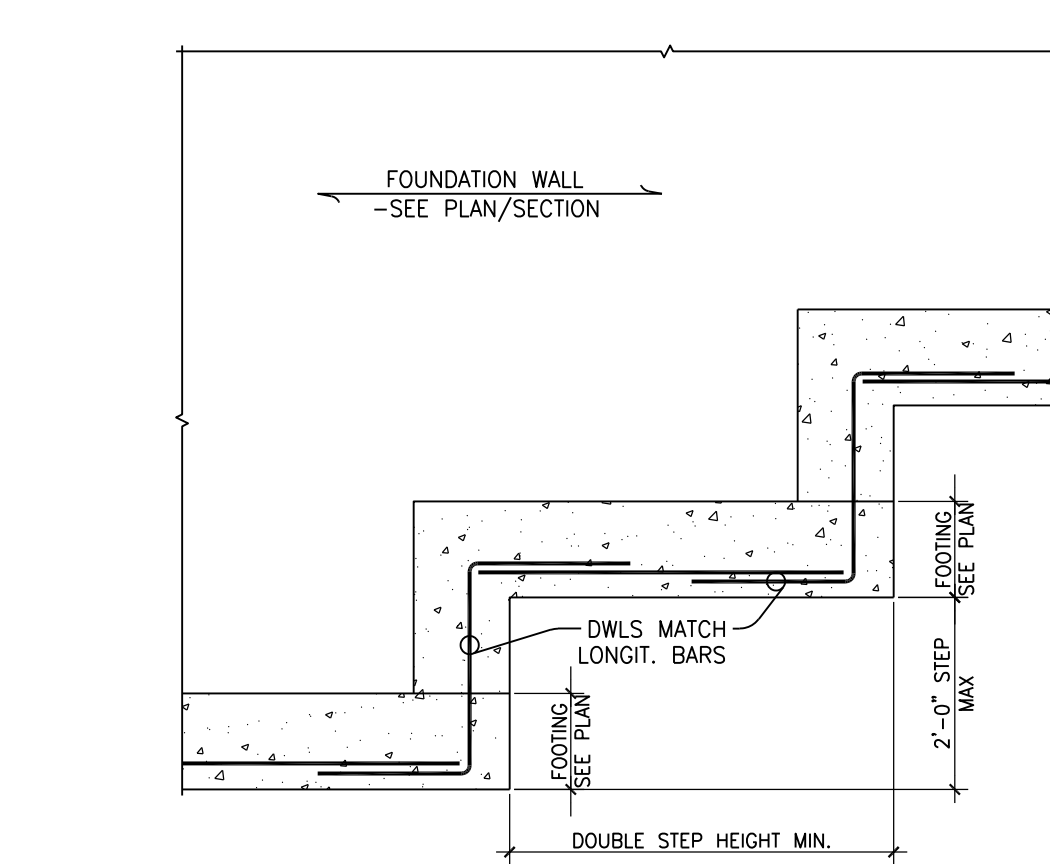 FOUNDATION WALL
-SEE PLAN/SECTION
FOOTING
SEE PLAN
DWLS MATCH
LONGIT. BARS
2'-0" STEP
MAX
FOOTING
SEE PLAN
DOUBLE STEP HEIGHT MIN.